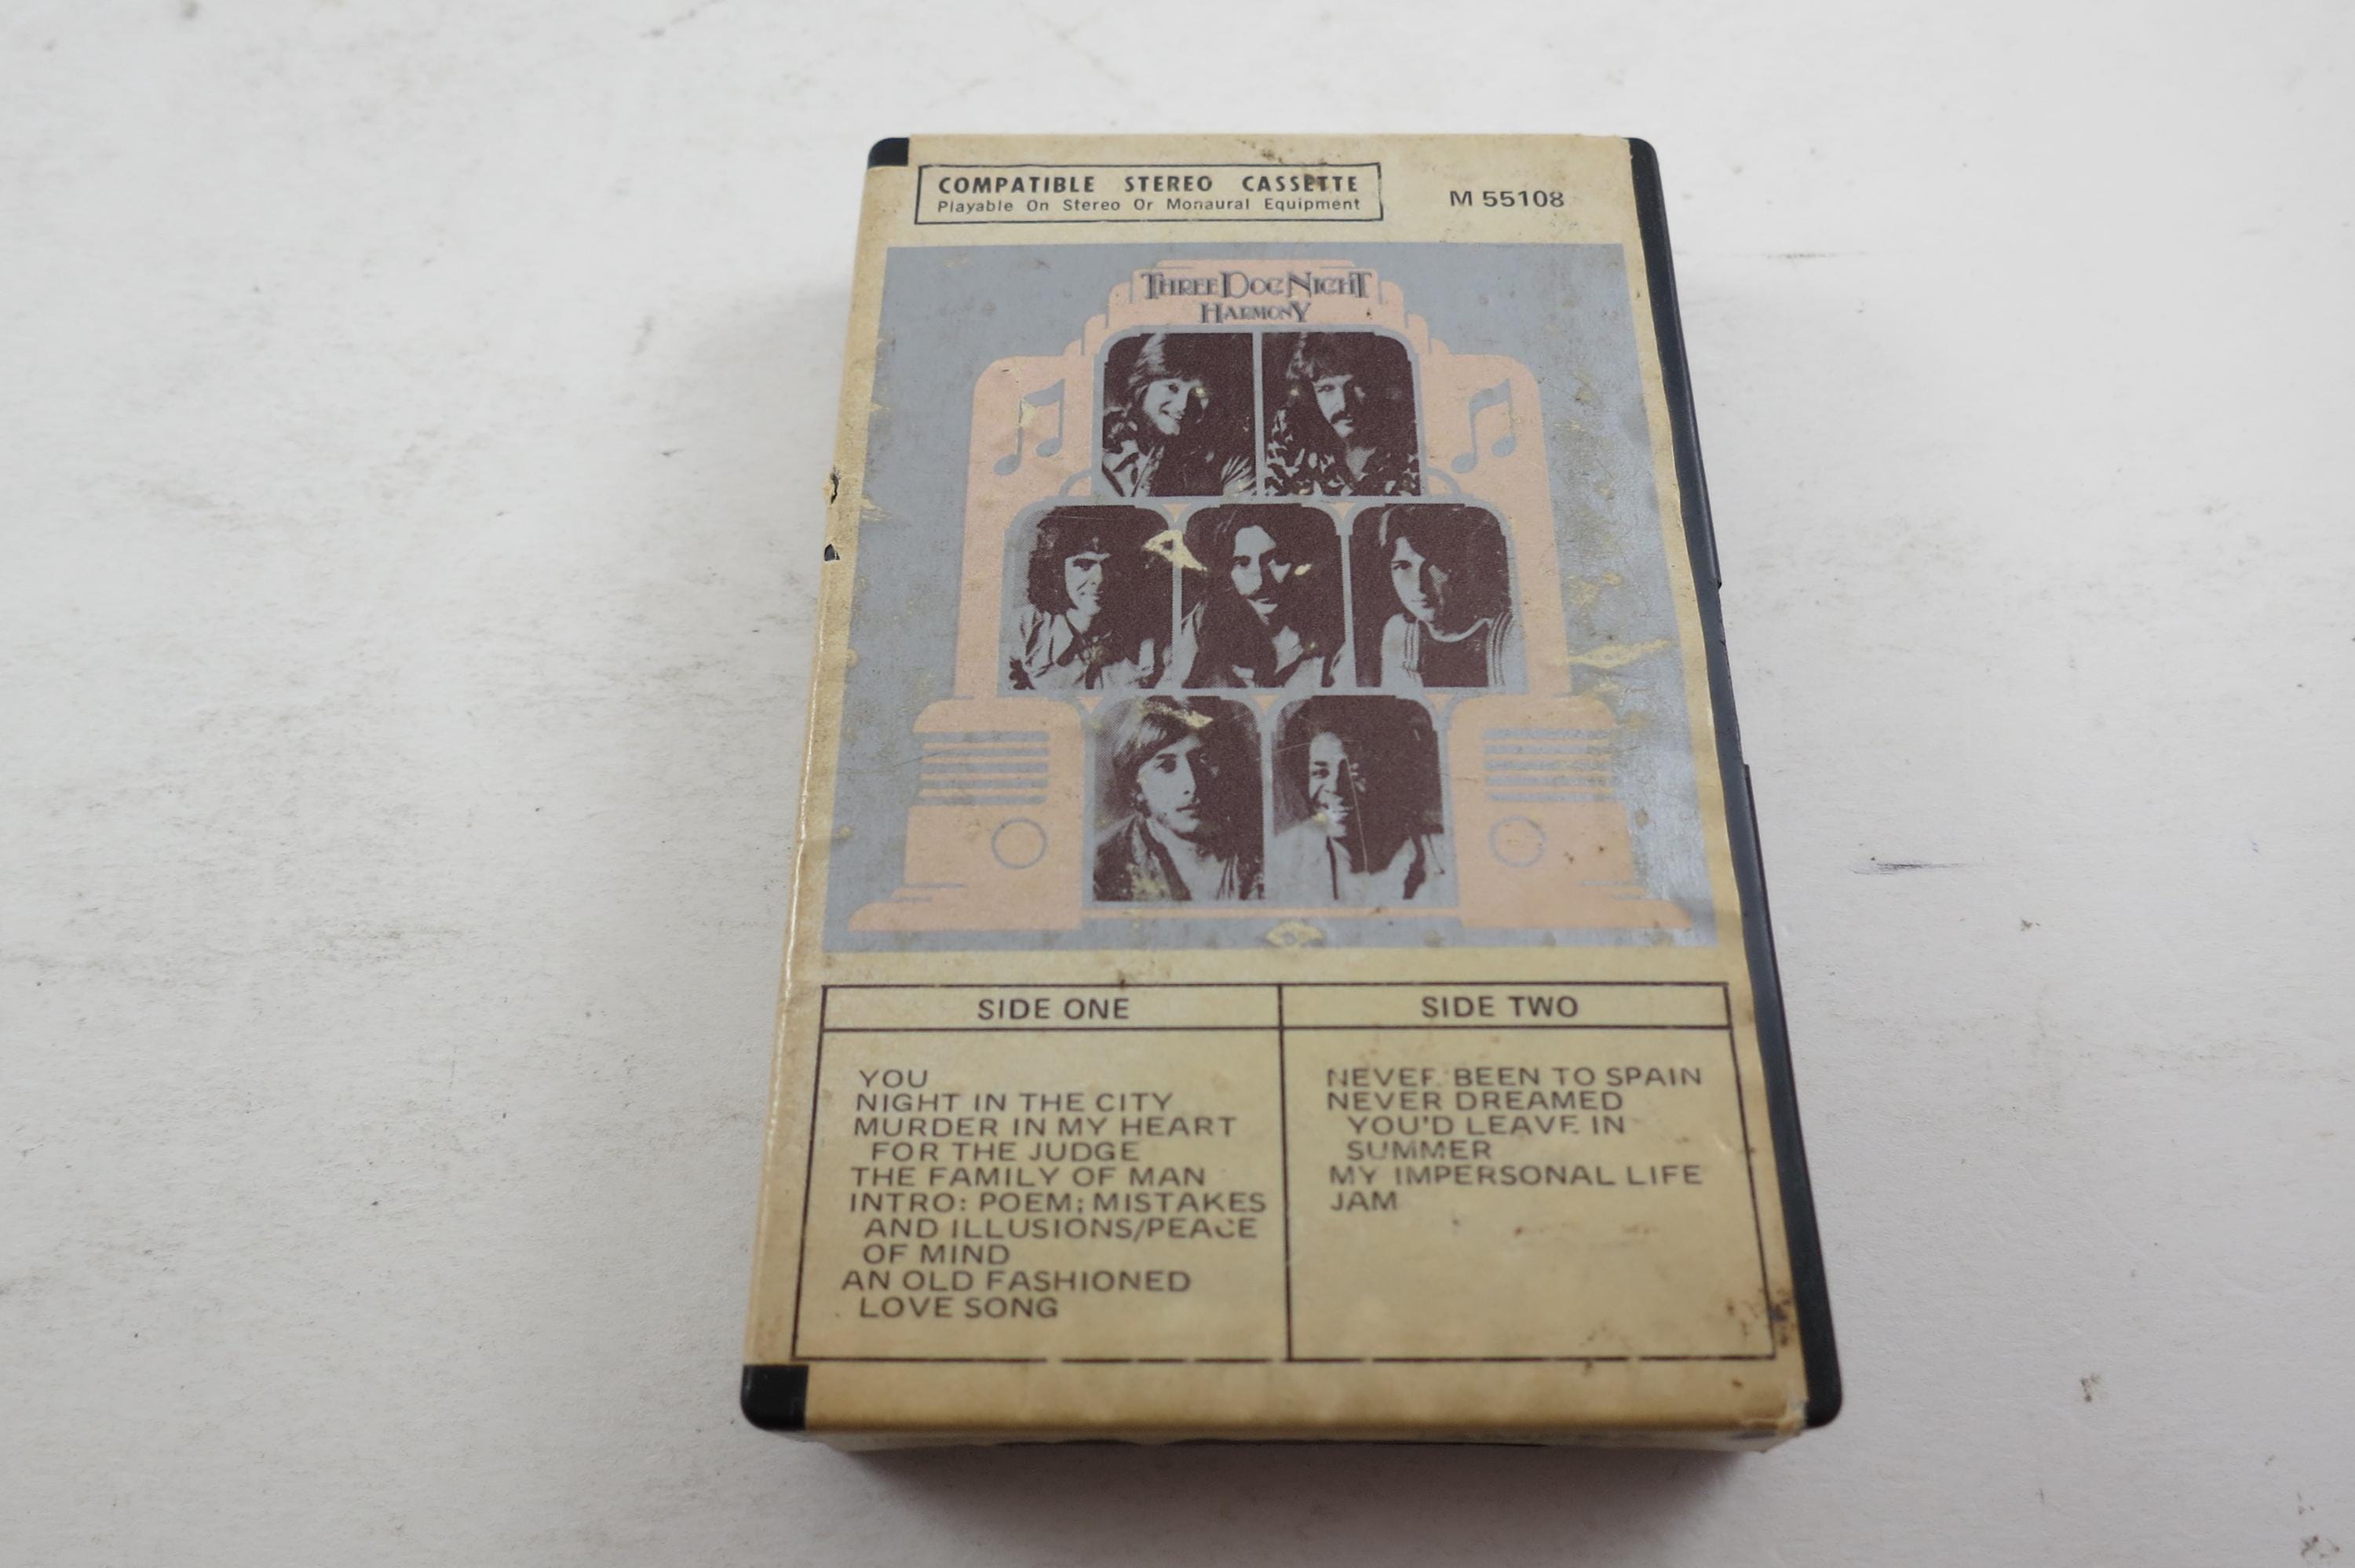 COMPATIBLE STEREO CASSETTE
Playable On Stereo Or Monaural Equipment
M 55108
THREE DOG NIGHT
HARMONY
SIDE ONE
YOU
NIGHT IN THE CITY
MURDER IN MY HEART
FOR THE JUDGE
THE FAMILY OF MAN
INTRO: POEM; MISTAKES
AND ILLUSIONS/PEACE
OF MIND
AN OLD FASHIONED
LOVE SONG
SIDE TWO
NEVER BEEN TO SPAIN
NEVER DREAMED
YOU'D LEAVE IN
SUMMER
MY IMPERSONAL LIFE
JAM